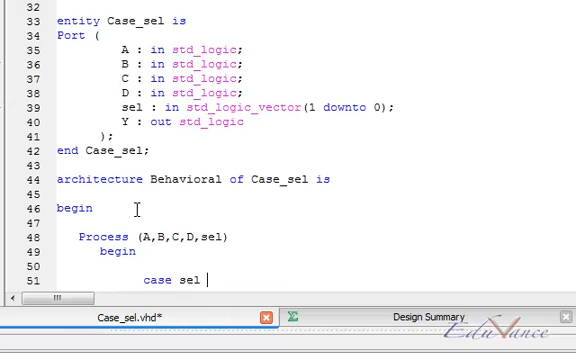 32
33 entity Case_sel is
34 Port (
35 A : in std_logic;
36 B : in std_logic;
37 C : in std_logic;
38 D : in std_logic;
39 sel : in std_logic_vector(1 downto 0);
40 Y : out std_logic
41 );
42 end Case_sel;
43
44 architecture Behavioral of Case_sel is
45
46 begin
47
48 Process (A,B,C,D,sel)
49 begin
50
51 case sel
Case_sel.vhd* Design Summary
EduVance